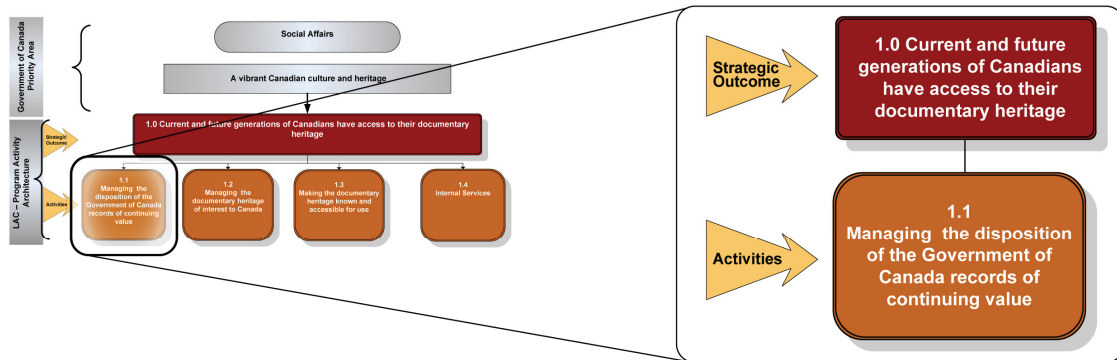 Government of Canada
Priority Area
Social Affairs
A vibrant Canadian culture and heritage
LAC – Program Activity
Architecture
Strategic
Outcome
1.0 Current and future generations of Canadians have access to their documentary
heritage
Activities
1.1
Managing the
disposition of the
Government of Canada
records of continuing
value
1.2
Managing the
documentary heritage
of interest to Canada
1.3
Making the documentary
heritage known and
accessible for use
1.4
Internal Services
Strategic
Outcome
1.0 Current and future
generations of Canadians
have access to their
documentary heritage
Activities
1.1
Managing the disposition
of the Government of
Canada records of
continuing value